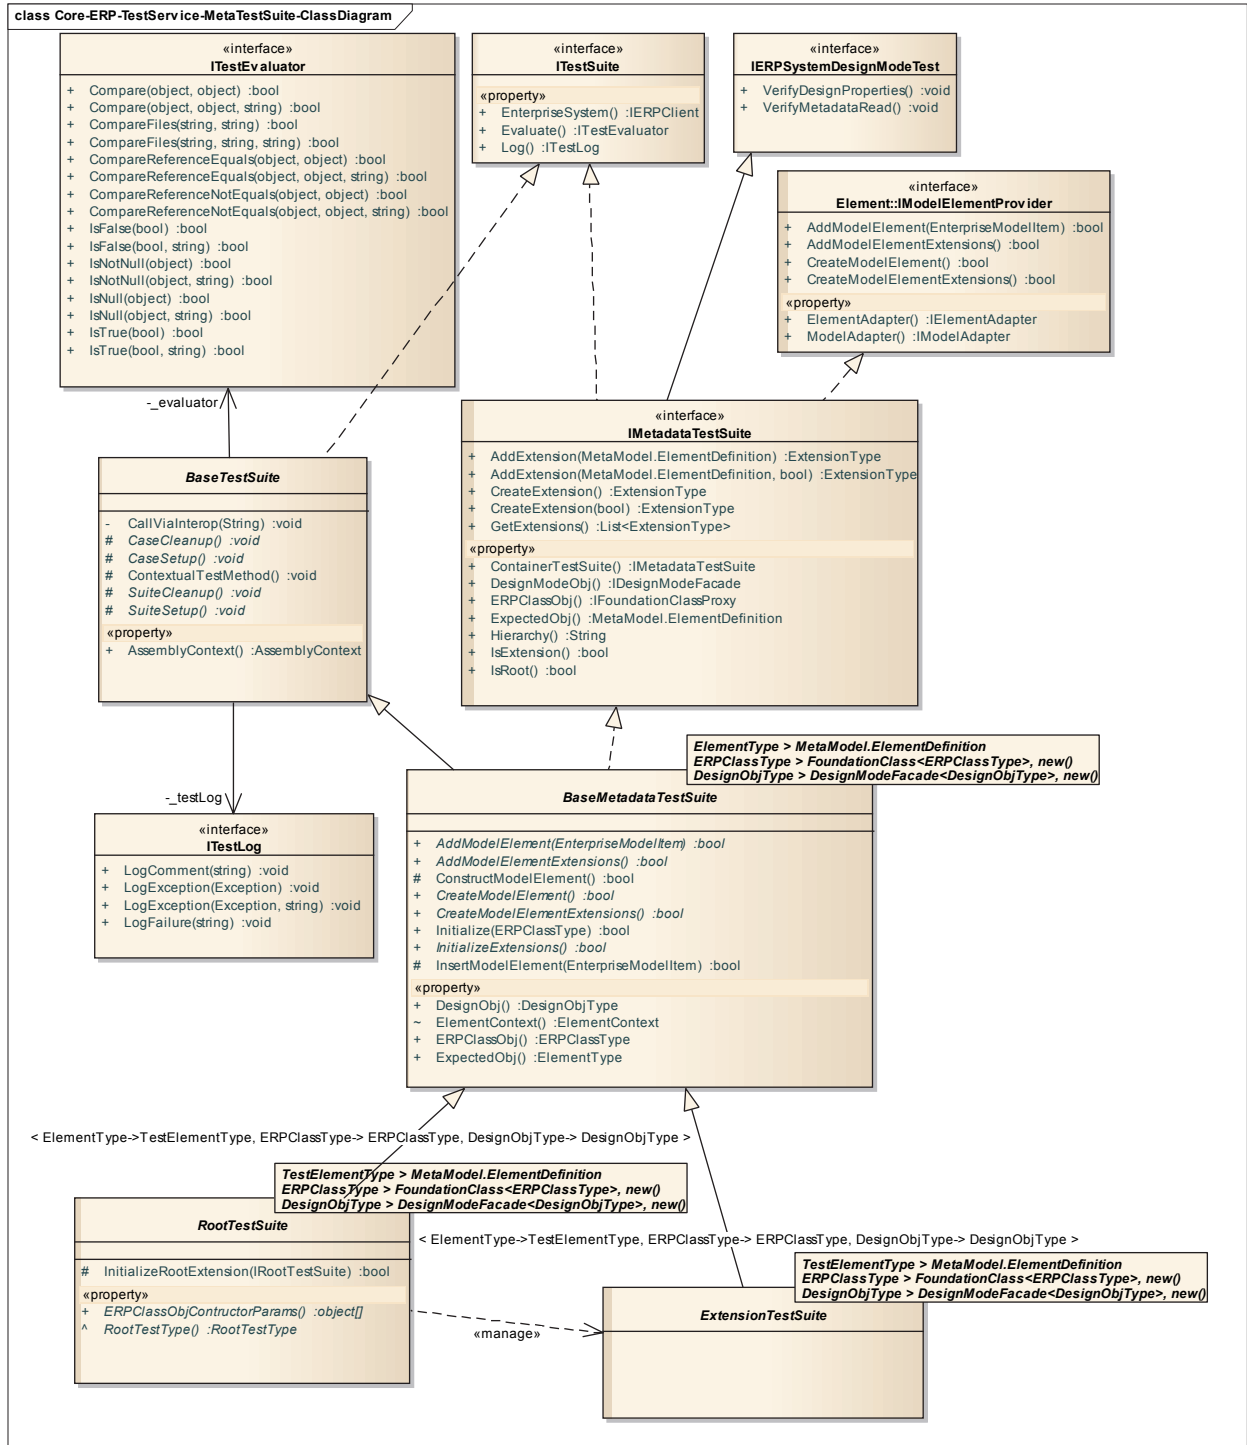 class Core-ERP-TestService-MetaTestSuite-ClassDiagram
«interface»
ITestEvaluator
+ Compare(object, object) :bool
+ Compare(object, object, string) :bool
+ CompareFiles(string, string) :bool
+ CompareFiles(string, string, string) :bool
+ CompareReferenceEquals(object, object) :bool
+ CompareReferenceEquals(object, object, string) :bool
+ CompareReferenceNotEquals(object, object) :bool
+ CompareReferenceNotEquals(object, object, string) :bool
+ IsFalse(bool) :bool
+ IsFalse(bool, string) :bool
+ IsNotNull(object) :bool
+ IsNotNull(object, string) :bool
+ IsNull(object) :bool
+ IsNull(object, string) :bool
+ IsTrue(bool) :bool
+ IsTrue(bool, string) :bool
«interface»
ITestSuite
«property»
+ EnterpriseSystem() :IERPClient
+ Evaluate() :ITestEvaluator
+ Log() :ITestLog
«interface»
IERPSystemDesignModeTest
+ VerifyDesignProperties() :void
+ VerifyMetadataRead() :void
«interface»
Element::IModelElementProvider
+ AddModelElement(EnterpriseModelItem) :bool
+ AddModelElementExtensions() :bool
+ CreateModelElement() :bool
+ CreateModelElementExtensions() :bool
«property»
+ ElementAdapter() :IElementAdapter
+ ModelAdapter() :IModelAdapter
-_evaluator
«interface»
IMetadataTestSuite
+ AddExtension(MetaModel.ElementDefinition) :ExtensionType
+ AddExtension(MetaModel.ElementDefinition, bool) :ExtensionType
+ CreateExtension() :ExtensionType
+ CreateExtension(bool) :ExtensionType
+ GetExtensions() :List<ExtensionType>
«property»
+ ContainerTestSuite() :IMetadataTestSuite
+ DesignModeObj() :IDesignModeFacade
+ ERPClassObj() :IFoundationClassProxy
+ ExpectedObj() :MetaModel.ElementDefinition
+ Hierarchy() :String
+ IsExtension() :bool
+ IsRoot() :bool
BaseTestSuite
- CallViaInterop(String) :void
# CaseCleanup() :void
# CaseSetup() :void
# ContextualTestMethod() :void
# SuiteCleanup() :void
# SuiteSetup() :void
«property»
+ AssemblyContext() :AssemblyContext
-_testLog
«interface»
ITestLog
+ LogComment(string) :void
+ LogException(Exception) :void
+ LogException(Exception, string) :void
+ LogFailure(string) :void
ElementType > MetaModel.ElementDefinition
ERPClassType > FoundationClass<ERPClassType>, new()
DesignObjType > DesignModeFacade<DesignObjType>, new()
BaseMetadataTestSuite
+ AddModelElement(EnterpriseModelItem) :bool
+ AddModelElementExtensions() :bool
# ConstructModelElement() :bool
+ CreateModelElement() :bool
+ CreateModelElementExtensions() :bool
+ Initialize(ERPClassType) :bool
+ InitializeExtensions() :bool
# InsertModelElement(EnterpriseModelItem) :bool
«property»
+ DesignObj() :DesignObjType
~ ElementContext() :ElementContext
+ ERPClassObj() :ERPClassType
+ ExpectedObj() :ElementType
< ElementType->TestElementType, ERPClassType-> ERPClassType, DesignObjType-> DesignObjType >
TestElementType > MetaModel.ElementDefinition
ERPClassType > FoundationClass<ERPClassType>, new()
DesignObjType > DesignModeFacade<DesignObjType>, new()
RootTestSuite
# InitializeRootExtension(IRootTestSuite) :bool
«property»
+ ERPClassObjContructorParams() :object[]
^ RootTestType() :RootTestType
< ElementType->TestElementType, ERPClassType-> ERPClassType, DesignObjType-> DesignObjType >
TestElementType > MetaModel.ElementDefinition
ERPClassType > FoundationClass<ERPClassType>, new()
DesignObjType > DesignModeFacade<DesignObjType>, new()
ExtensionTestSuite
«manage»